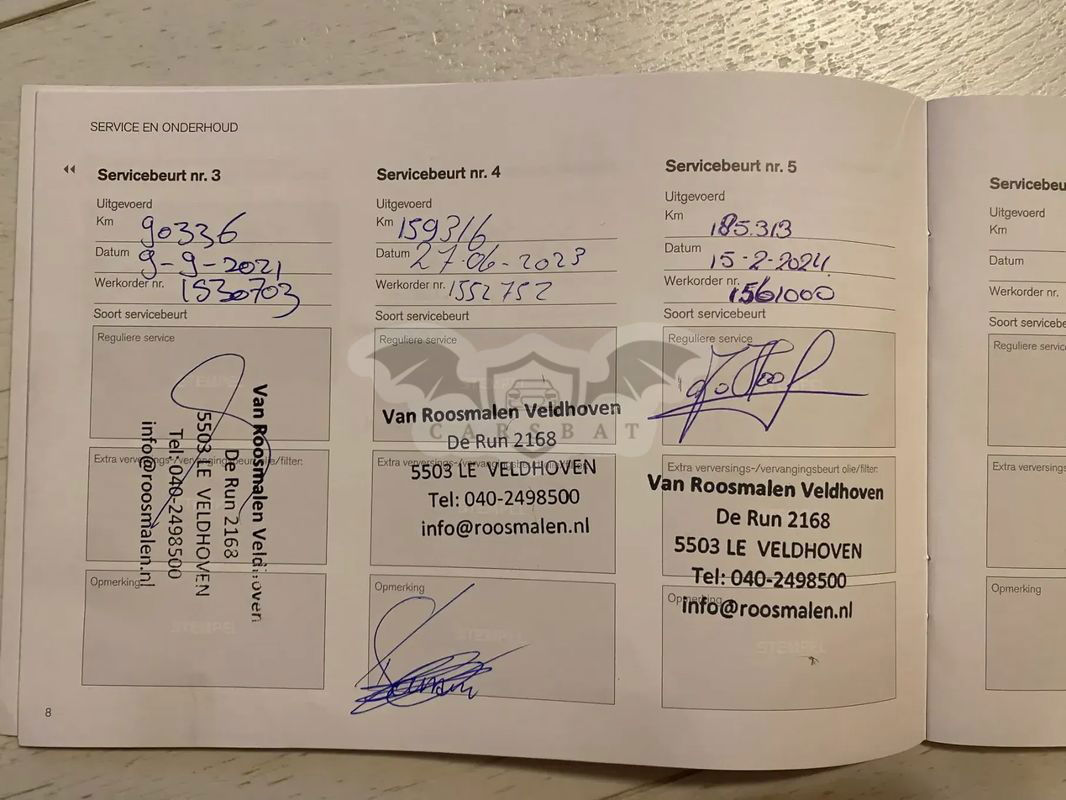 SERVICE EN ONDERHOUD
Servicebeurt nr. 3
Uitgevoerd
Km 90336
Datum 9-9-2021
Werkorder nr. 1530703
Soort servicebeurt
Reguliere service
Extra verversings-/vervangingsbeurt olie/filter:
Opmerking
Van Roosmalen Veldhoven
De Run 2168
5503 LE VELDHOVEN
Tel: 040-2498500
info@roosmalen.nl
Servicebeurt nr. 4
Uitgevoerd
Km 159316
Datum 27-06-2023
Werkorder nr. 1552752
Soort servicebeurt
Reguliere service
Van Roosmalen Veldhoven
De Run 2168
Extra verversings-/vervangingsbeurt olie/filter:
5503 LE VELDHOVEN
Tel: 040-2498500
info@roosmalen.nl
Opmerking
STEMPEL
CARSBAT
Servicebeurt nr. 5
Uitgevoerd
Km 185.313
Datum 15-2-2024
Werkorder nr. 1561000
Soort servicebeurt
Reguliere service
Extra verversings-/vervangingsbeurt olie/filter:
Van Roosmalen Veldhoven
De Run 2168
5503 LE VELDHOVEN
Tel: 040-2498500
Opmerking
info@roosmalen.nl
STEMPEL
Servicebeu
Uitgevoerd
Km
Datum
Werkorder nr.
Soort servicebe
Reguliere servic
Extra verversings
Opmerking
8